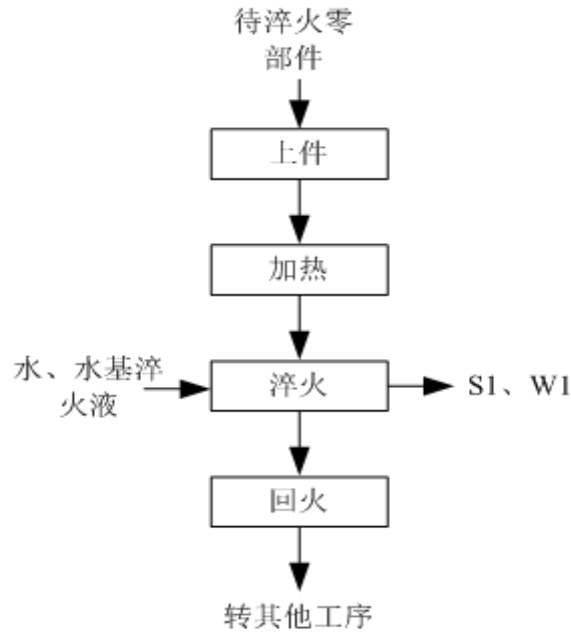 待淬火零
部件
上件
加热
水、水基淬
火液
淬火
S1、W1
回火
转其他工序